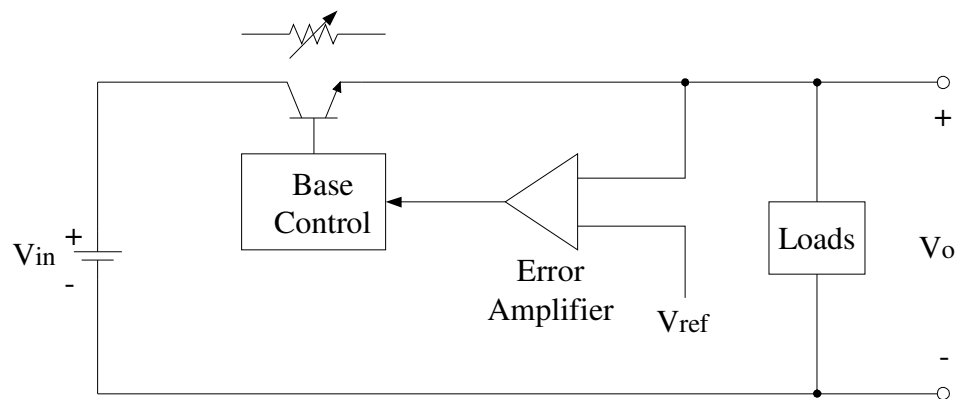 Base
Control
Vin
+
-
Error
Amplifier
Vref
Loads
+
Vo
-